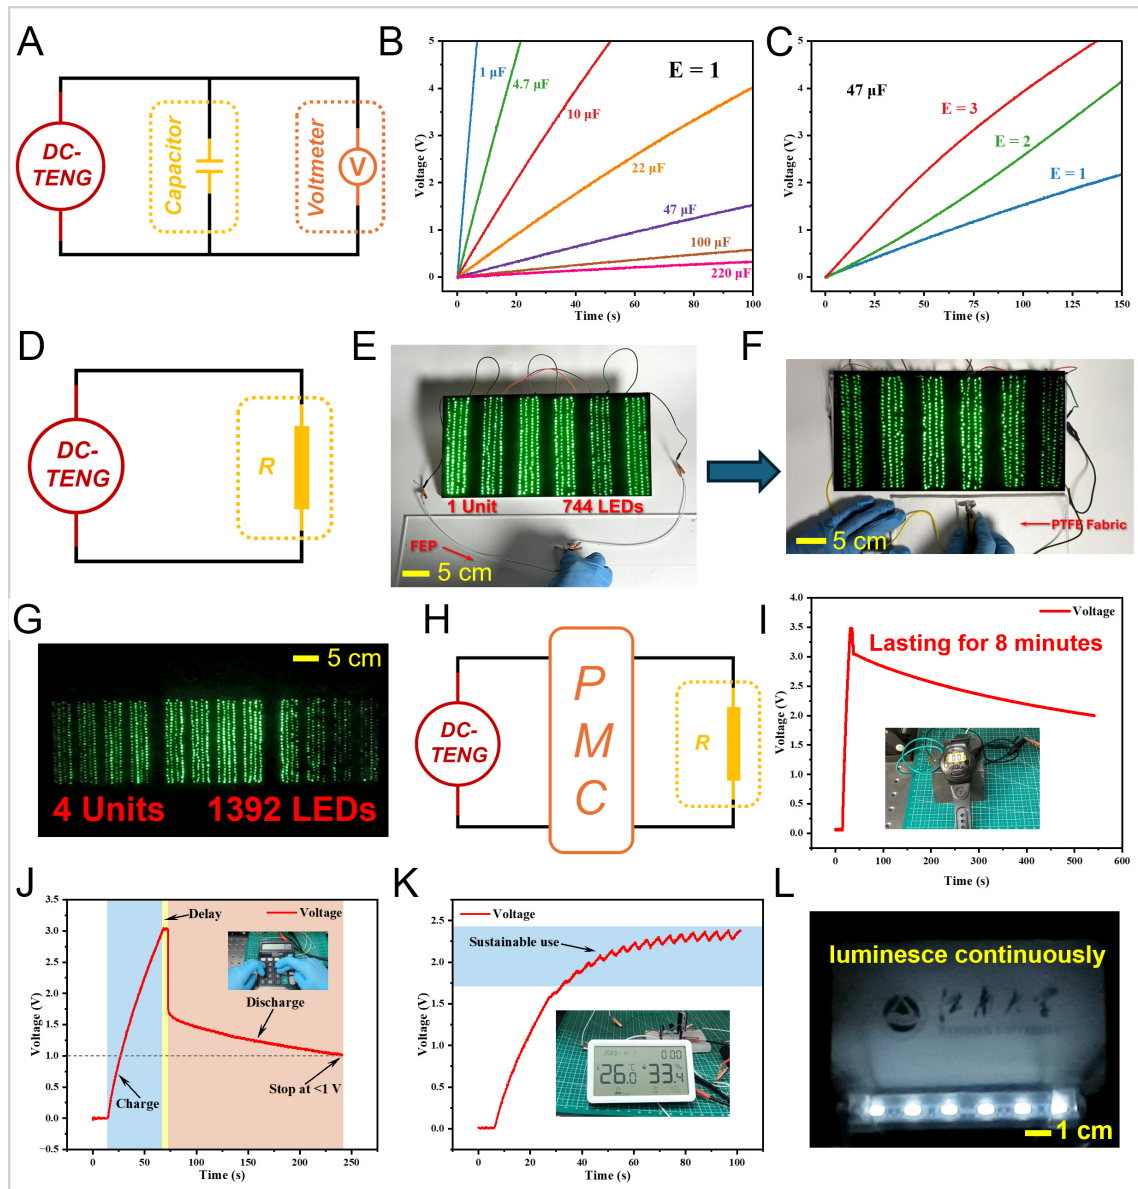 A
DC-
TENG
Capacitor
Voltmeter
V
B
E = 1
1 μF
4.7 μF
10 μF
22 μF
47 μF
100 μF
220 μF
Voltage (V)
5
4
3
2
1
0
0 20 40 60 80 100
Time (s)
C
47 μF
E = 3
E = 2
E = 1
Voltage (V)
5
4
3
2
1
0
0 25 50 75 100 125 150
Time (s)
D
DC-
TENG
R
E
1 Unit 744 LEDs
FEP
5 cm
F
PTFE Fabric
5 cm
G
5 cm
4 Units 1392 LEDs
H
DC-
TENG
P
M
C
R
I
Voltage
Lasting for 8 minutes
Voltage (V)
4.0
3.5
3.0
2.5
2.0
1.5
1.0
0.5
0.0
0 100 200 300 400 500 600
Time (s)
J
Delay
Voltage
Discharge
Charge
Stop at <1 V
Voltage (V)
3.5
3.0
2.5
2.0
1.5
1.0
0.5
0.0
−0.5
0 50 100 150 200 250
Time (s)
K
Voltage
Sustainable use
0:00
26.0 °C 33.4 %
Voltage (V)
2.5
2.0
1.5
1.0
0.5
0.0
0 20 40 60 80 100
Time (s)
L
luminesce continuously
1 cm